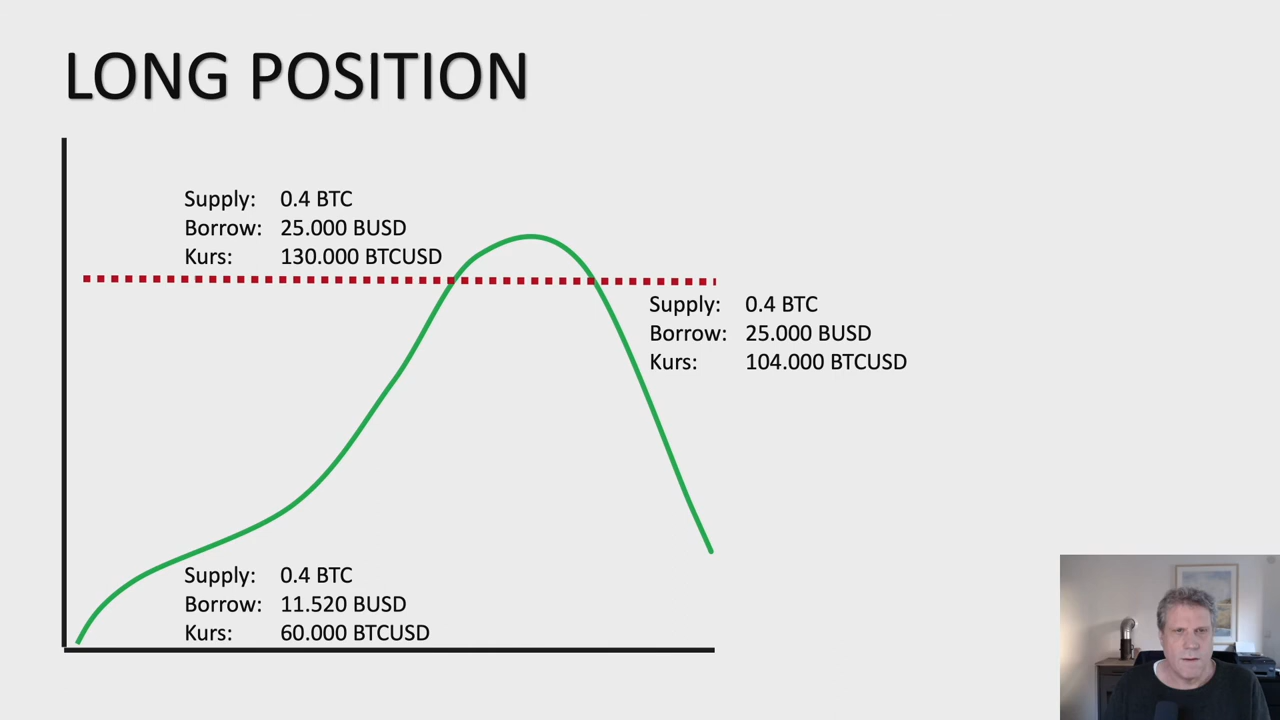 LONG POSITION
Supply: 0.4 BTC
Borrow: 25.000 BUSD
Kurs: 130.000 BTCUSD
Supply: 0.4 BTC
Borrow: 25.000 BUSD
Kurs: 104.000 BTCUSD
Supply: 0.4 BTC
Borrow: 11.520 BUSD
Kurs: 60.000 BTCUSD